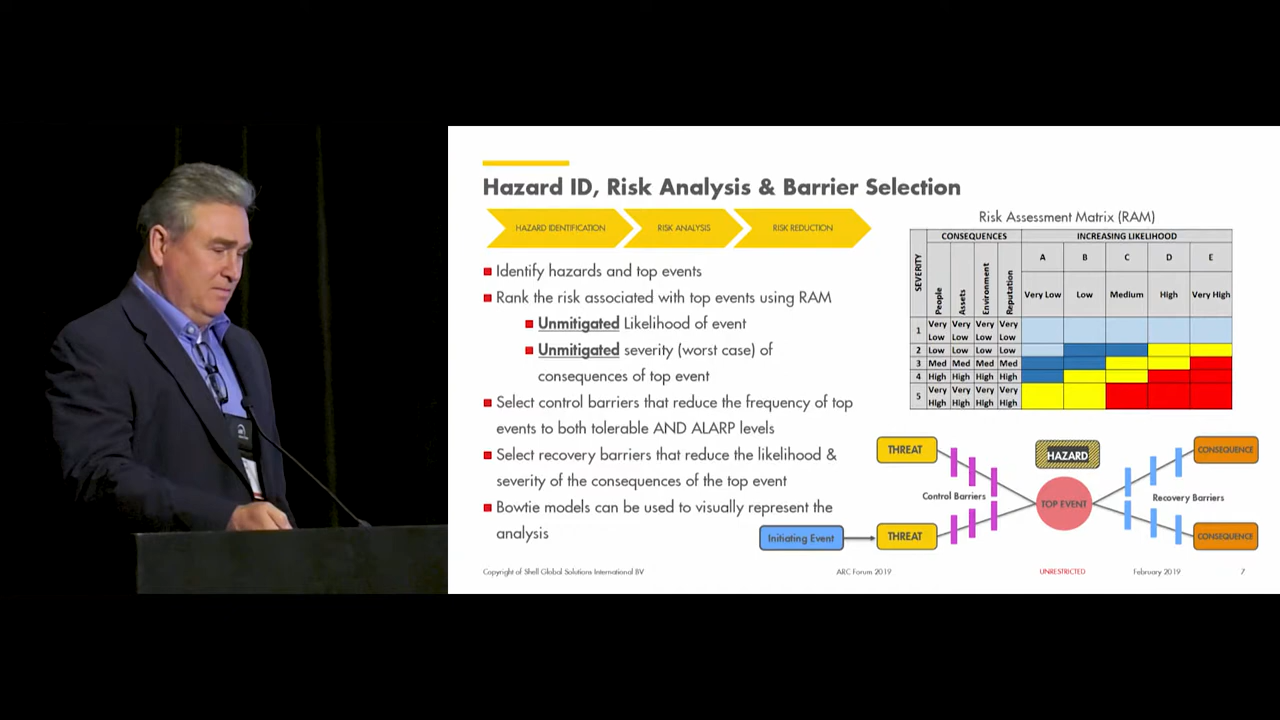 Hazard ID, Risk Analysis & Barrier Selection
HAZARD IDENTIFICATION
RISK ANALYSIS
RISK REDUCTION
Identify hazards and top events
Rank the risk associated with top events using RAM
Unmitigated Likelihood of event
Unmitigated severity (worst case) of
consequences of top event
Select control barriers that reduce the frequency of top
events to both tolerable AND ALARP levels
Select recovery barriers that reduce the likelihood &
severity of the consequences of the top event
Bowtie models can be used to visually represent the
analysis
Risk Assessment Matrix (RAM)
SEVERITY CONSEQUENCES INCREASING LIKELIHOOD
People Assets Environment Reputation
A B C D E
Very Low Low Medium High Very High
1 Very Low Very Low Very Low Very Low
2 Low Low Low Low
3 Med Med Med Med
4 High High High High
5 Very High Very High Very High Very High
THREAT
HAZARD
CONSEQUENCE
Control Barriers
TOP EVENT
Recovery Barriers
Initiating Event
THREAT
CONSEQUENCE
Copyright of Shell Global Solutions International BV
ARC Forum 2019
UNRESTRICTED
February 2019
7